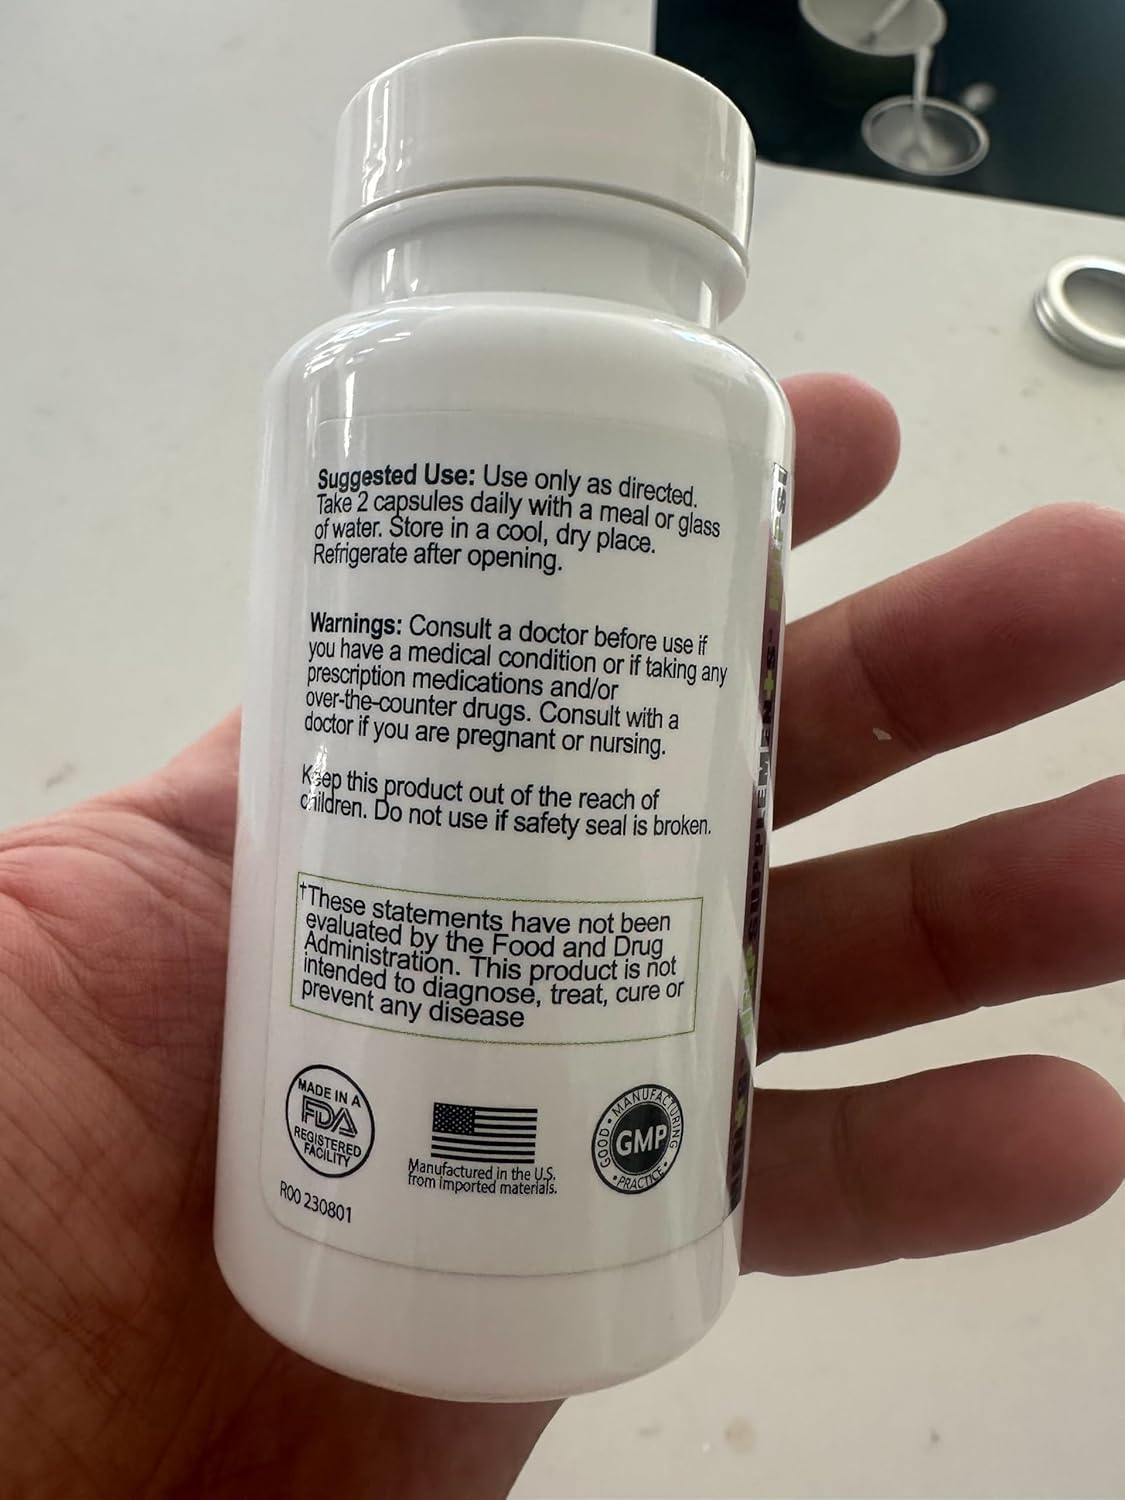 Suggested Use: Use only as directed.
Take 2 capsules daily with a meal or glass
of water. Store in a cool, dry place.
Refrigerate after opening.
Warnings: Consult a doctor before use if
you have a medical condition or if taking any
prescription medications and/or
over-the-counter drugs. Consult with a
doctor if you are pregnant or nursing.
Keep this product out of the reach of
children. Do not use if safety seal is broken.
†These statements have not been
evaluated by the Food and Drug
Administration. This product is not
intended to diagnose, treat, cure or
prevent any disease
MADE IN A
FDA
REGISTERED
FACILITY
Manufactured in the U.S.
from imported materials.
GOOD • MANUFACTURING
GMP
• PRACTICE •
R00 230801